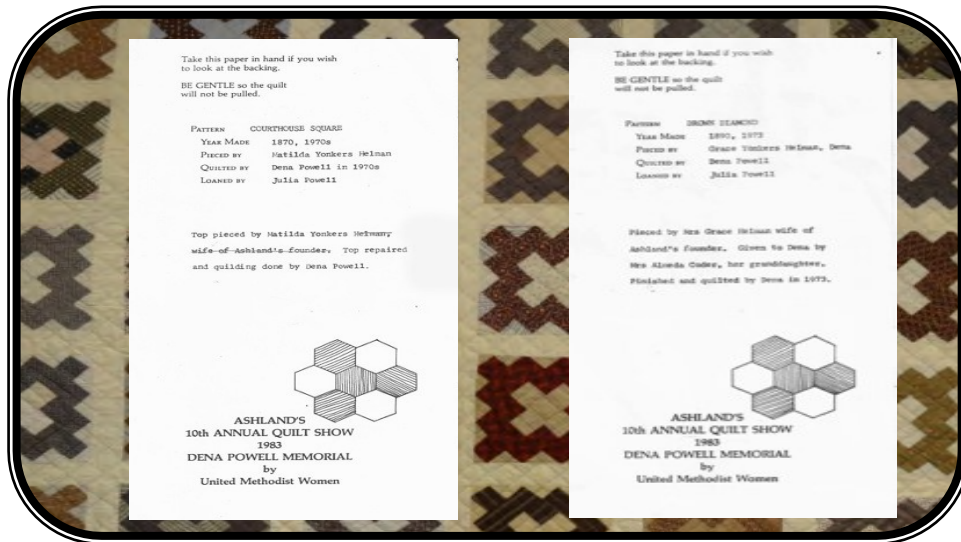 Take this paper in hand if you wish
to look at the backing.
BE GENTLE so the quilt
will not be pulled.
PATTERN COURTHOUSE SQUARE
YEAR MADE 1870, 1970s
PIECED BY Matilda Yonkers Helman
QUILTED BY Dena Powell in 1970s
LOANED BY Julia Powell
Top pieced by Matilda Yonkers Helman,
wife of Ashland's founder. Top repaired
and quilding done by Dena Powell.
ASHLAND'S
10th ANNUAL QUILT SHOW
1983
DENA POWELL MEMORIAL
by
United Methodist Women
Take this paper in hand if you wish
to look at the backing.
BE GENTLE so the quilt
will not be pulled.
PATTERN BROWN DIAMOND
YEAR MADE 1890, 1973
PIECED BY Grace Yonkers Helman, Dena
QUILTED BY Dena Powell
LOANED BY Julia Powell
Pieced by Mrs Grace Helman wife of
Ashland's founder. Given to Dena by
Mrs Almeda Coder, her granddaughter.
Finished and quilted by Dena in 1973.
ASHLAND'S
10th ANNUAL QUILT SHOW
1983
DENA POWELL MEMORIAL
by
United Methodist Women